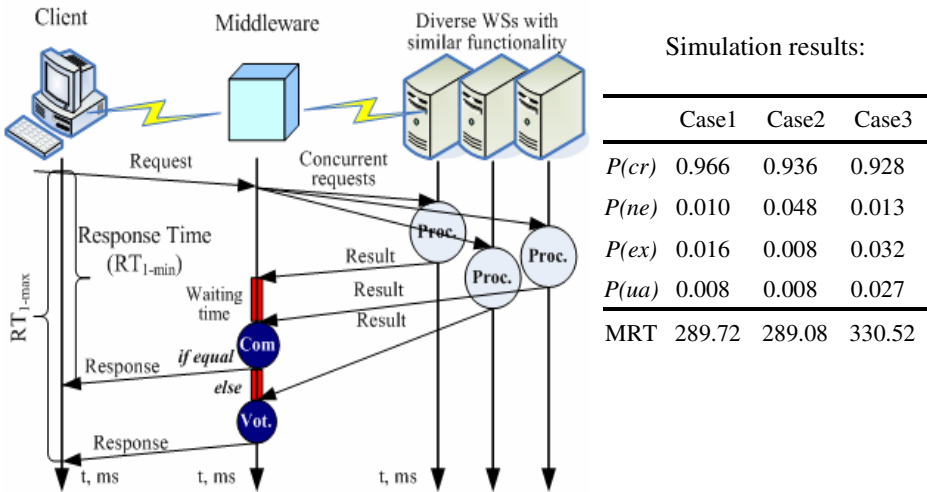 Client
Middleware
Diverse WSs with
similar functionality
Request
Concurrent
requests
Proc.
Proc.
Proc.
Response Time
(RT1-min)
RT1-max
Result
Waiting
time
Result
Result
Com
if equal
Response
else
Vot.
Response
t, ms
t, ms
t, ms
Simulation results:
Case1 Case2 Case3
P(cr) 0.966 0.936 0.928
P(ne) 0.010 0.048 0.013
P(ex) 0.016 0.008 0.032
P(ua) 0.008 0.008 0.027
MRT 289.72 289.08 330.52